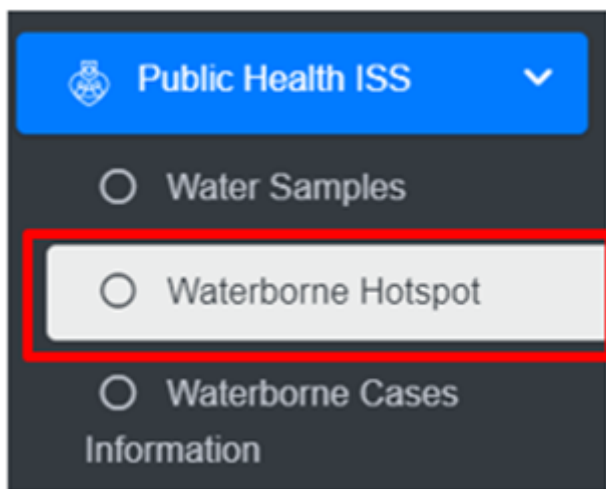 Public Health ISS
Water Samples
Waterborne Hotspot
Waterborne Cases
Information